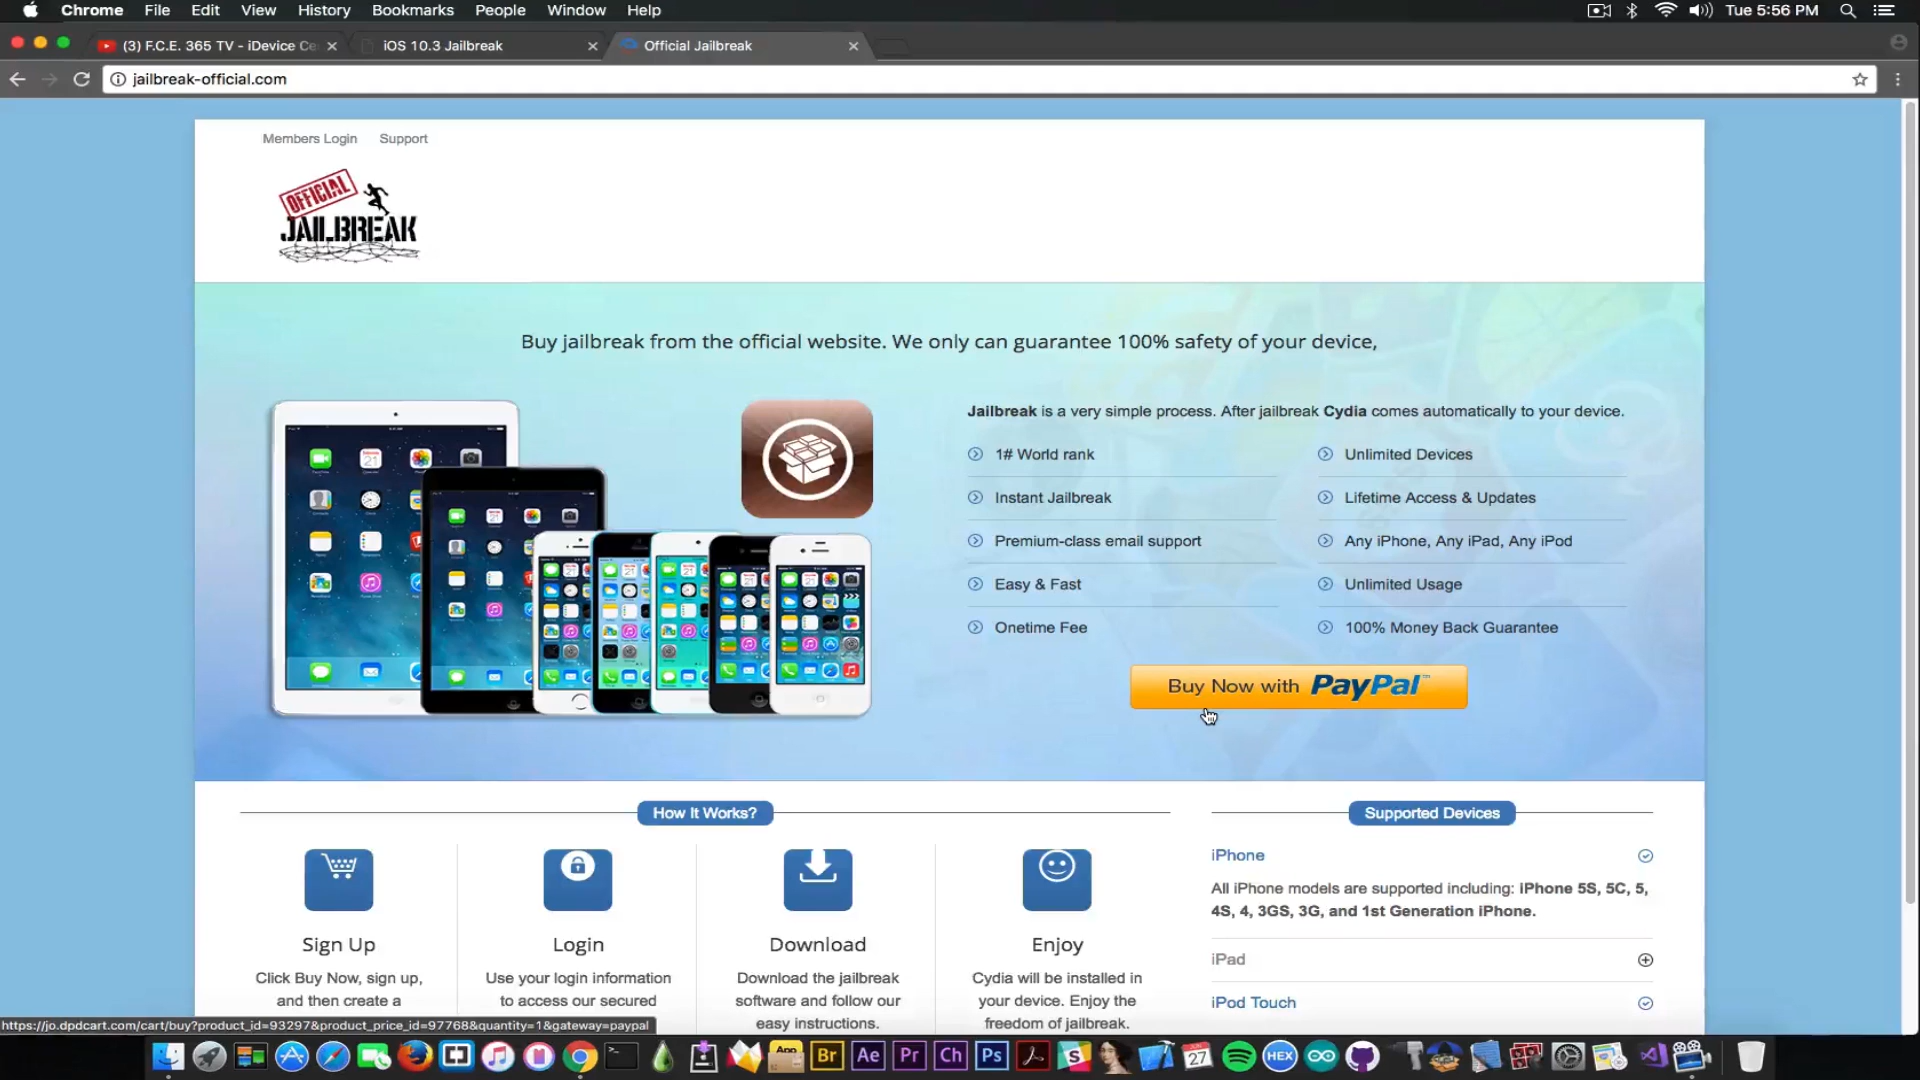 Chrome File Edit View History Bookmarks People Window Help Tue 5:56 PM
(3) F.C.E. 365 TV - iDevice Ce
iOS 10.3 Jailbreak
Official Jailbreak
jailbreak-official.com
Members Login Support
OFFICIAL
JAILBREAK
Buy jailbreak from the official website. We only can guarantee 100% safety of your device,
Jailbreak is a very simple process. After jailbreak Cydia comes automatically to your device.
1# World rank
Unlimited Devices
Instant Jailbreak
Lifetime Access & Updates
Premium-class email support
Any iPhone, Any iPad, Any iPod
Easy & Fast
Unlimited Usage
Onetime Fee
100% Money Back Guarantee
Buy Now with PayPal™
How It Works?
Sign Up
Click Buy Now, sign up,
and then create a
Login
Use your login information
to access our secured
Download
Download the jailbreak
software and follow our
easy instructions.
Enjoy
Cydia will be installed in
your device. Enjoy the
freedom of jailbreak.
Supported Devices
iPhone
All iPhone models are supported including: iPhone 5S, 5C, 5,
4S, 4, 3GS, 3G, and 1st Generation iPhone.
iPad
iPod Touch
https://jo.dpdcart.com/cart/buy?product_id=93297&product_price_id=97768&quantity=1&gateway=paypal
App
Br
Ae
Pr
Ch
Ps
27
HEX